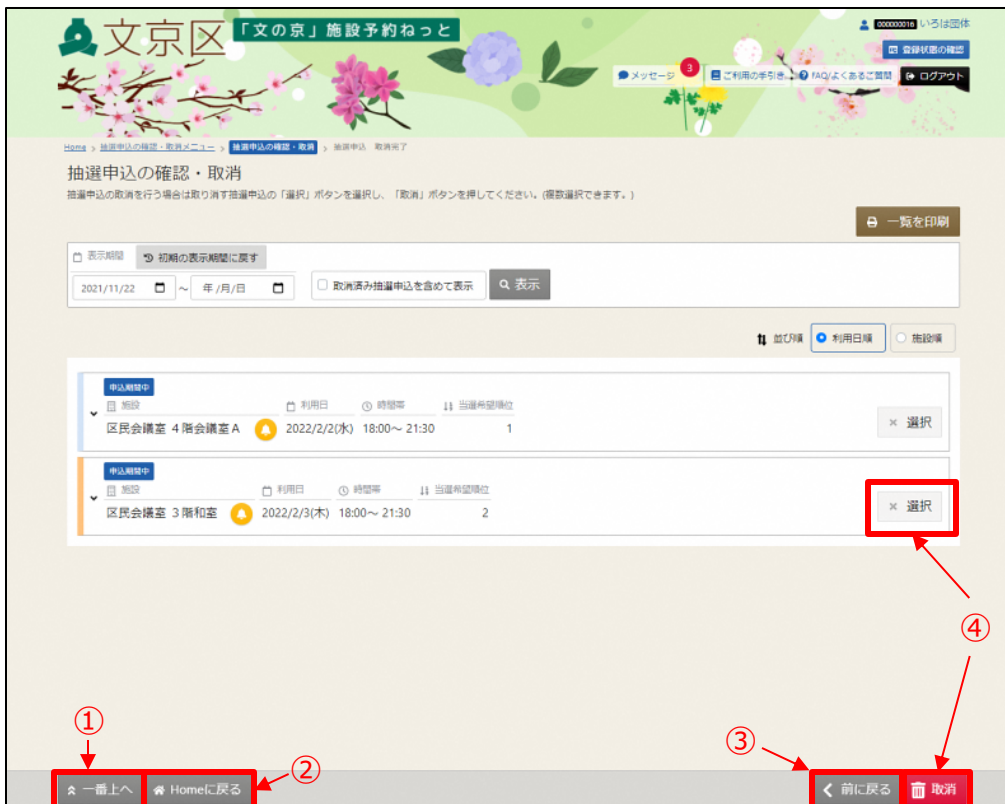 文京区
「文の京」施設予約ねっと
000000016 いろは団体
登録状態の確認
メッセージ 3 ご利用の手引き FAQ/よくあるご質問 ログアウト
Home > 抽選申込の確認・取消メニュー > 抽選申込の確認・取消 > 抽選申込 取消完了
抽選申込の確認・取消
抽選申込の取消を行う場合は取り消す抽選申込の「選択」ボタンを選択し、「取消」ボタンを押してください。(複数選択できます。)
一覧を印刷
表示期間 初期の表示期間に戻す
2021/11/22 ～ 年/月/日 取消済み抽選申込を含めて表示 表示
並び順 利用日順 施設順
申込期間中
施設 利用日 時間帯 当選希望順位
区民会議室 4階会議室A 2022/2/2(水) 18:00～ 21:30 1
× 選択
申込期間中
施設 利用日 時間帯 当選希望順位
区民会議室 3階和室 2022/2/3(木) 18:00～ 21:30 2
× 選択
④
①
②
③
一番上へ Homeに戻る 前に戻る 取消